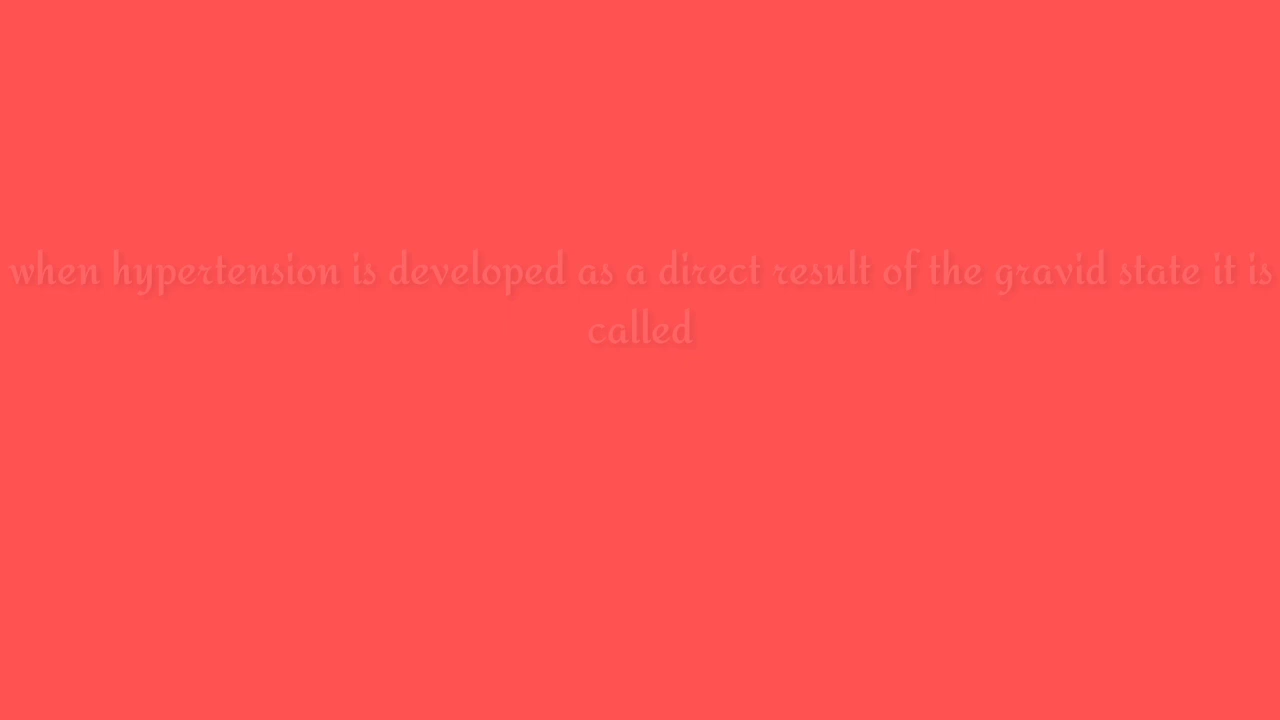 when hypertension is developed as a direct result of the gravid state it is
called